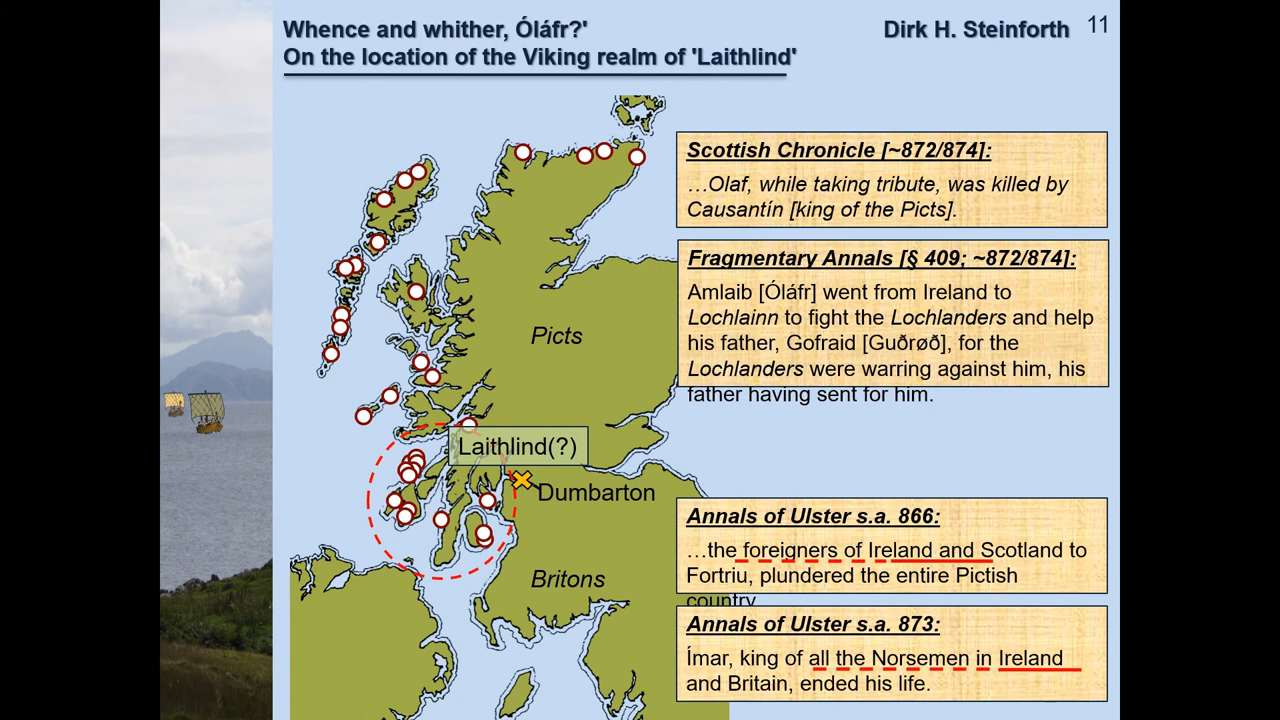 Whence and whither, Óláfr?'
On the location of the Viking realm of 'Laithlind'
Dirk H. Steinforth
11
Scottish Chronicle [~872/874]:
…Olaf, while taking tribute, was killed by
Causantín [king of the Picts].
Fragmentary Annals [§ 409; ~872/874]:
Amlaib [Óláfr] went from Ireland to
Lochlainn to fight the Lochlanders and help
his father, Gofraid [Guðrøð], for the
Lochlanders were warring against him, his
father having sent for him.
Picts
Laithlind(?)
Dumbarton
Britons
Annals of Ulster s.a. 866:
…the foreigners of Ireland and Scotland to
Fortriu, plundered the entire Pictish
country
Annals of Ulster s.a. 873:
Ímar, king of all the Norsemen in Ireland
and Britain, ended his life.